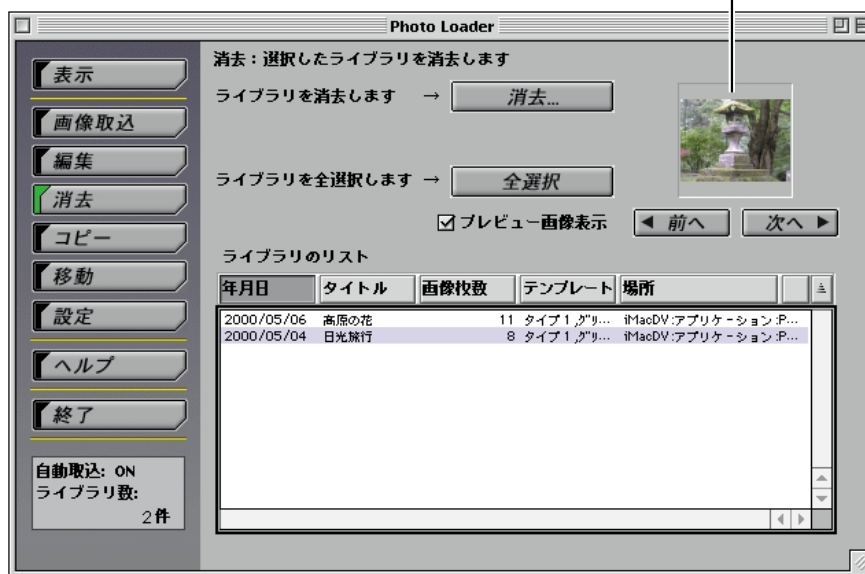 Photo Loader
表示
画像取込
編集
消去
コピー
移動
設定
ヘルプ
終了
自動取込: ON
ライブラリ数:
2件
消去:選択したライブラリを消去します
ライブラリを消去します → 消去...
ライブラリを全選択します → 全選択
プレビュー画像表示
前へ 次へ
ライブラリのリスト
年月日 タイトル 画像枚数 テンプレート 場所
2000/05/06 高原の花 11 タイプ1,グリ... iMacDV:アプリケーション:P...
2000/05/04 日光旅行 8 タイプ1,グリ... iMacDV:アプリケーション:P...